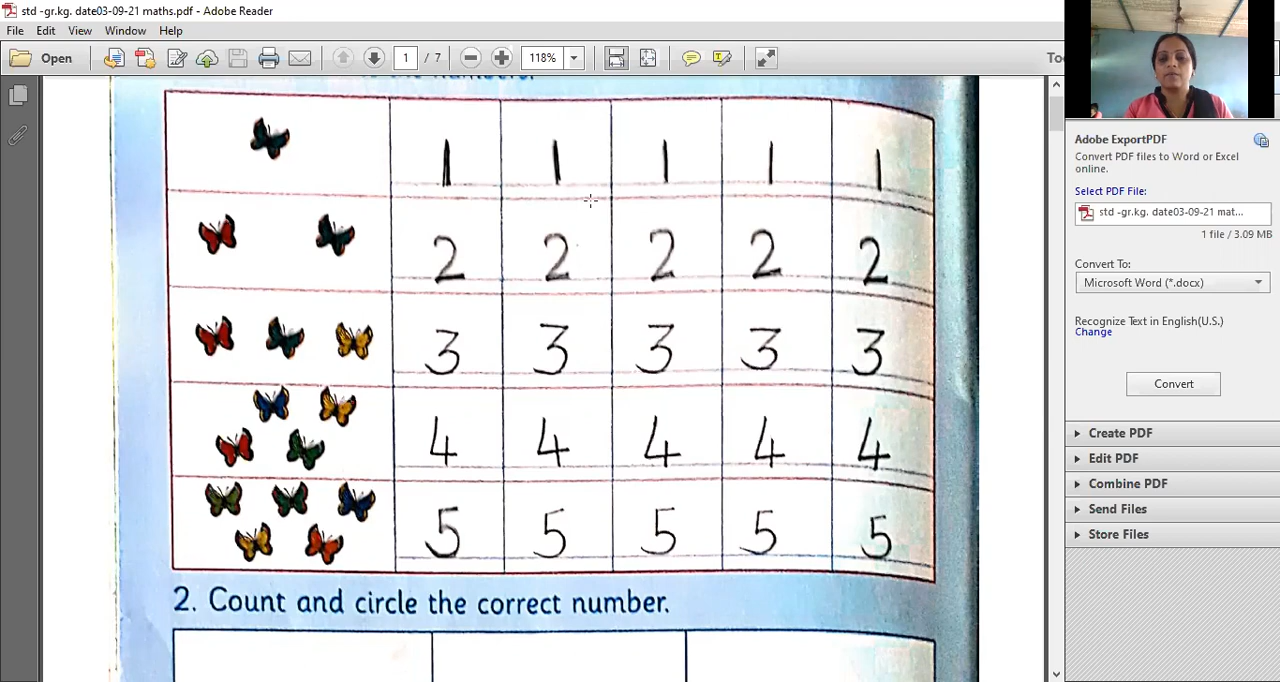 std -gr.kg. date03-09-21 maths.pdf - Adobe Reader
File Edit View Window Help
Open 1 / 7 118%
Adobe ExportPDF
Convert PDF files to Word or Excel
online.
Select PDF File:
std -gr.kg. date03-09-21 mat...
1 file / 3.09 MB
Convert To:
Microsoft Word (*.docx)
Recognize Text in English(U.S.)
Change
Convert
Create PDF
Edit PDF
Combine PDF
Send Files
Store Files
1 1 1 1 1
2 2 2 2 2
3 3 3 3 3
4 4 4 4 4
5 5 5 5 5
2. Count and circle the correct number.